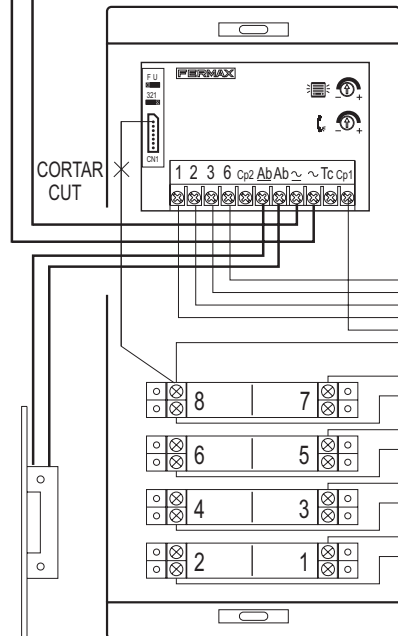 F U
FERMAX
321
CN1
CORTAR
CUT
1 2 3 6 Cp2 Ab Ab ~ ~ Tc Cp1
8 7
6 5
4 3
2 1